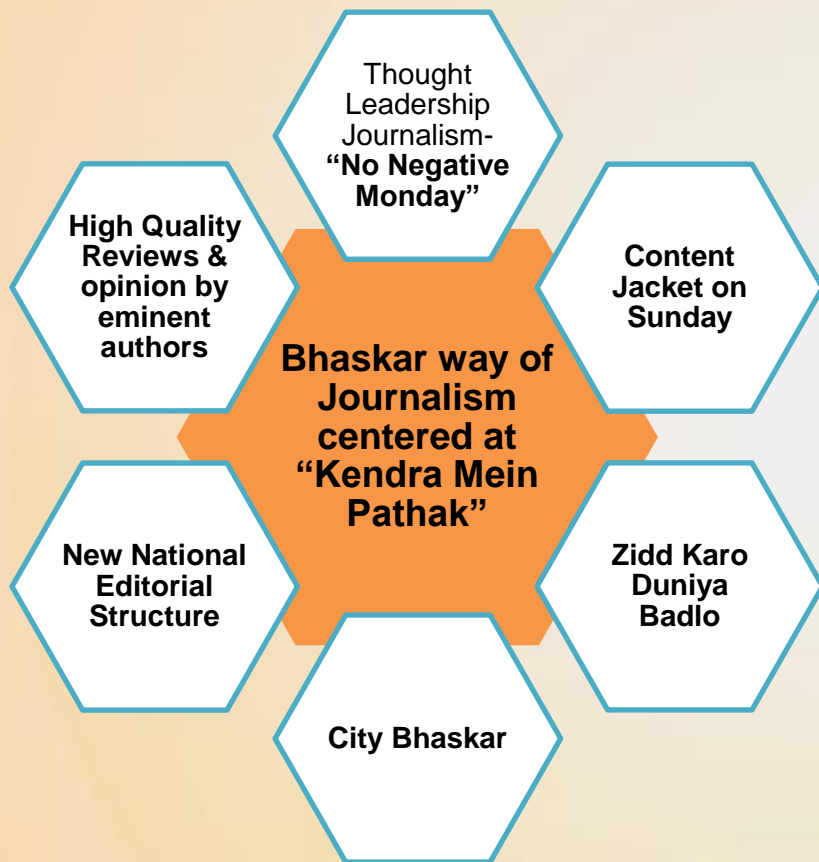 Thought
Leadership
Journalism-
“No Negative
Monday”
Content
Jacket on
Sunday
Zidd Karo
Duniya
Badlo
City Bhaskar
New National
Editorial
Structure
High Quality
Reviews &
opinion by
eminent
authors
Bhaskar way of
Journalism
centered at
“Kendra Mein
Pathak”